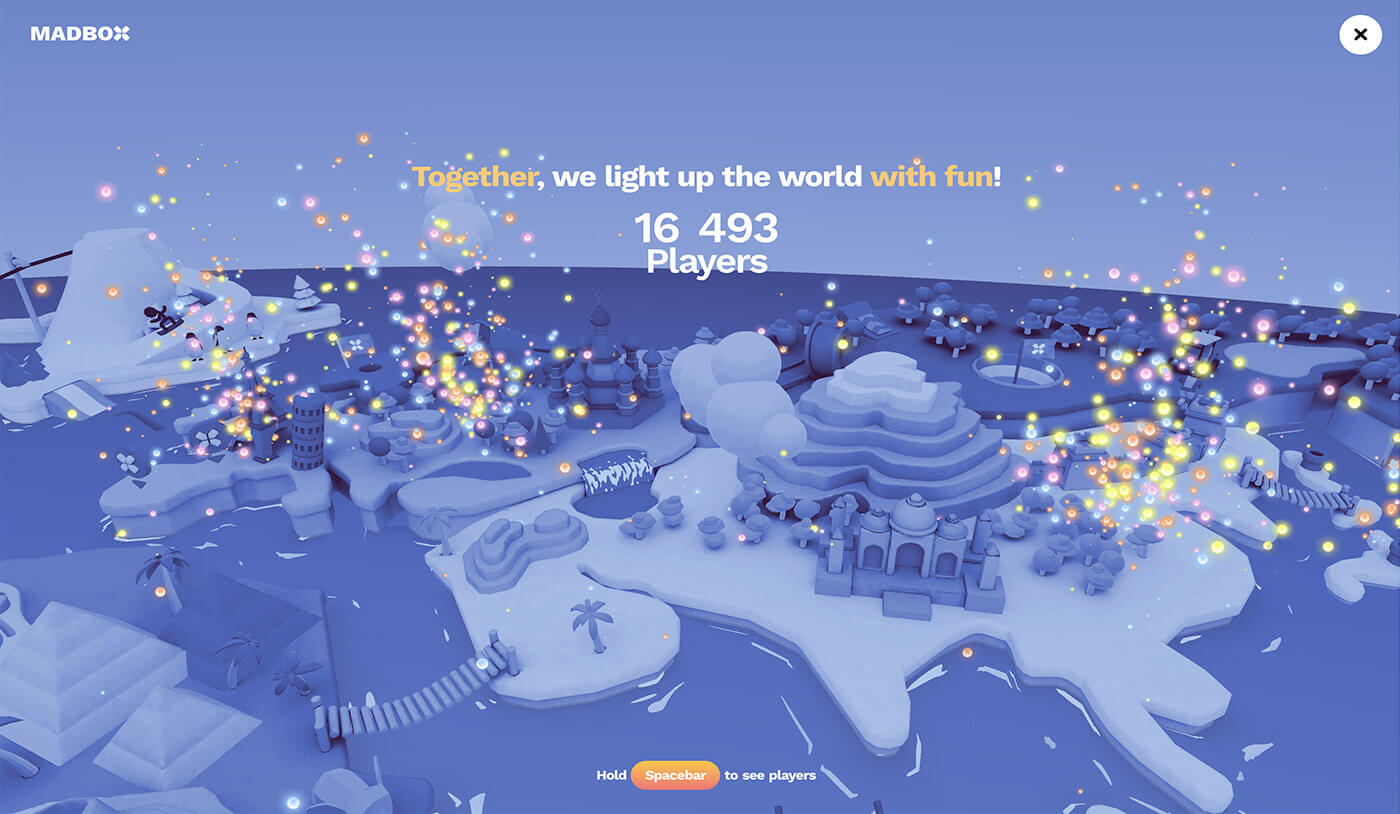 MADBOX
Together, we light up the world with fun!
16 493
Players
Hold Spacebar to see players